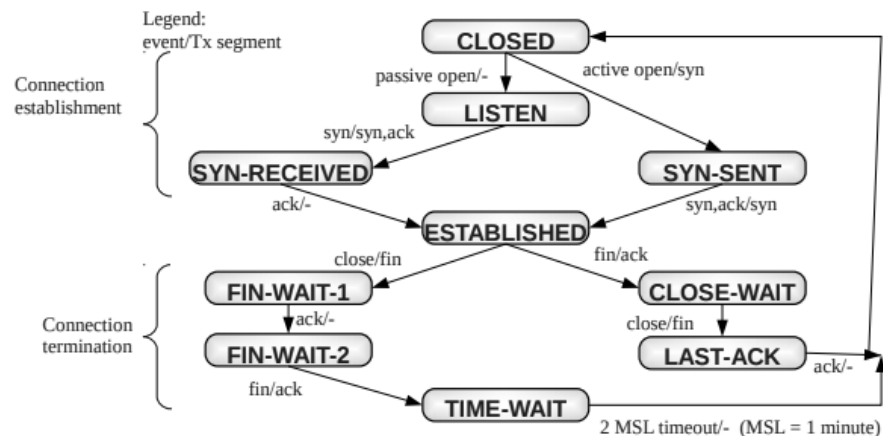 Legend:
event/Tx segment
CLOSED
Connection
establishment
passive open/-
active open/syn
LISTEN
syn/syn,ack
SYN-RECEIVED
SYN-SENT
ack/-
syn,ack/syn
ESTABLISHED
close/fin
fin/ack
FIN-WAIT-1
CLOSE-WAIT
Connection
termination
ack/-
close/fin
FIN-WAIT-2
LAST-ACK
ack/-
fin/ack
TIME-WAIT
2 MSL timeout/- (MSL = 1 minute)